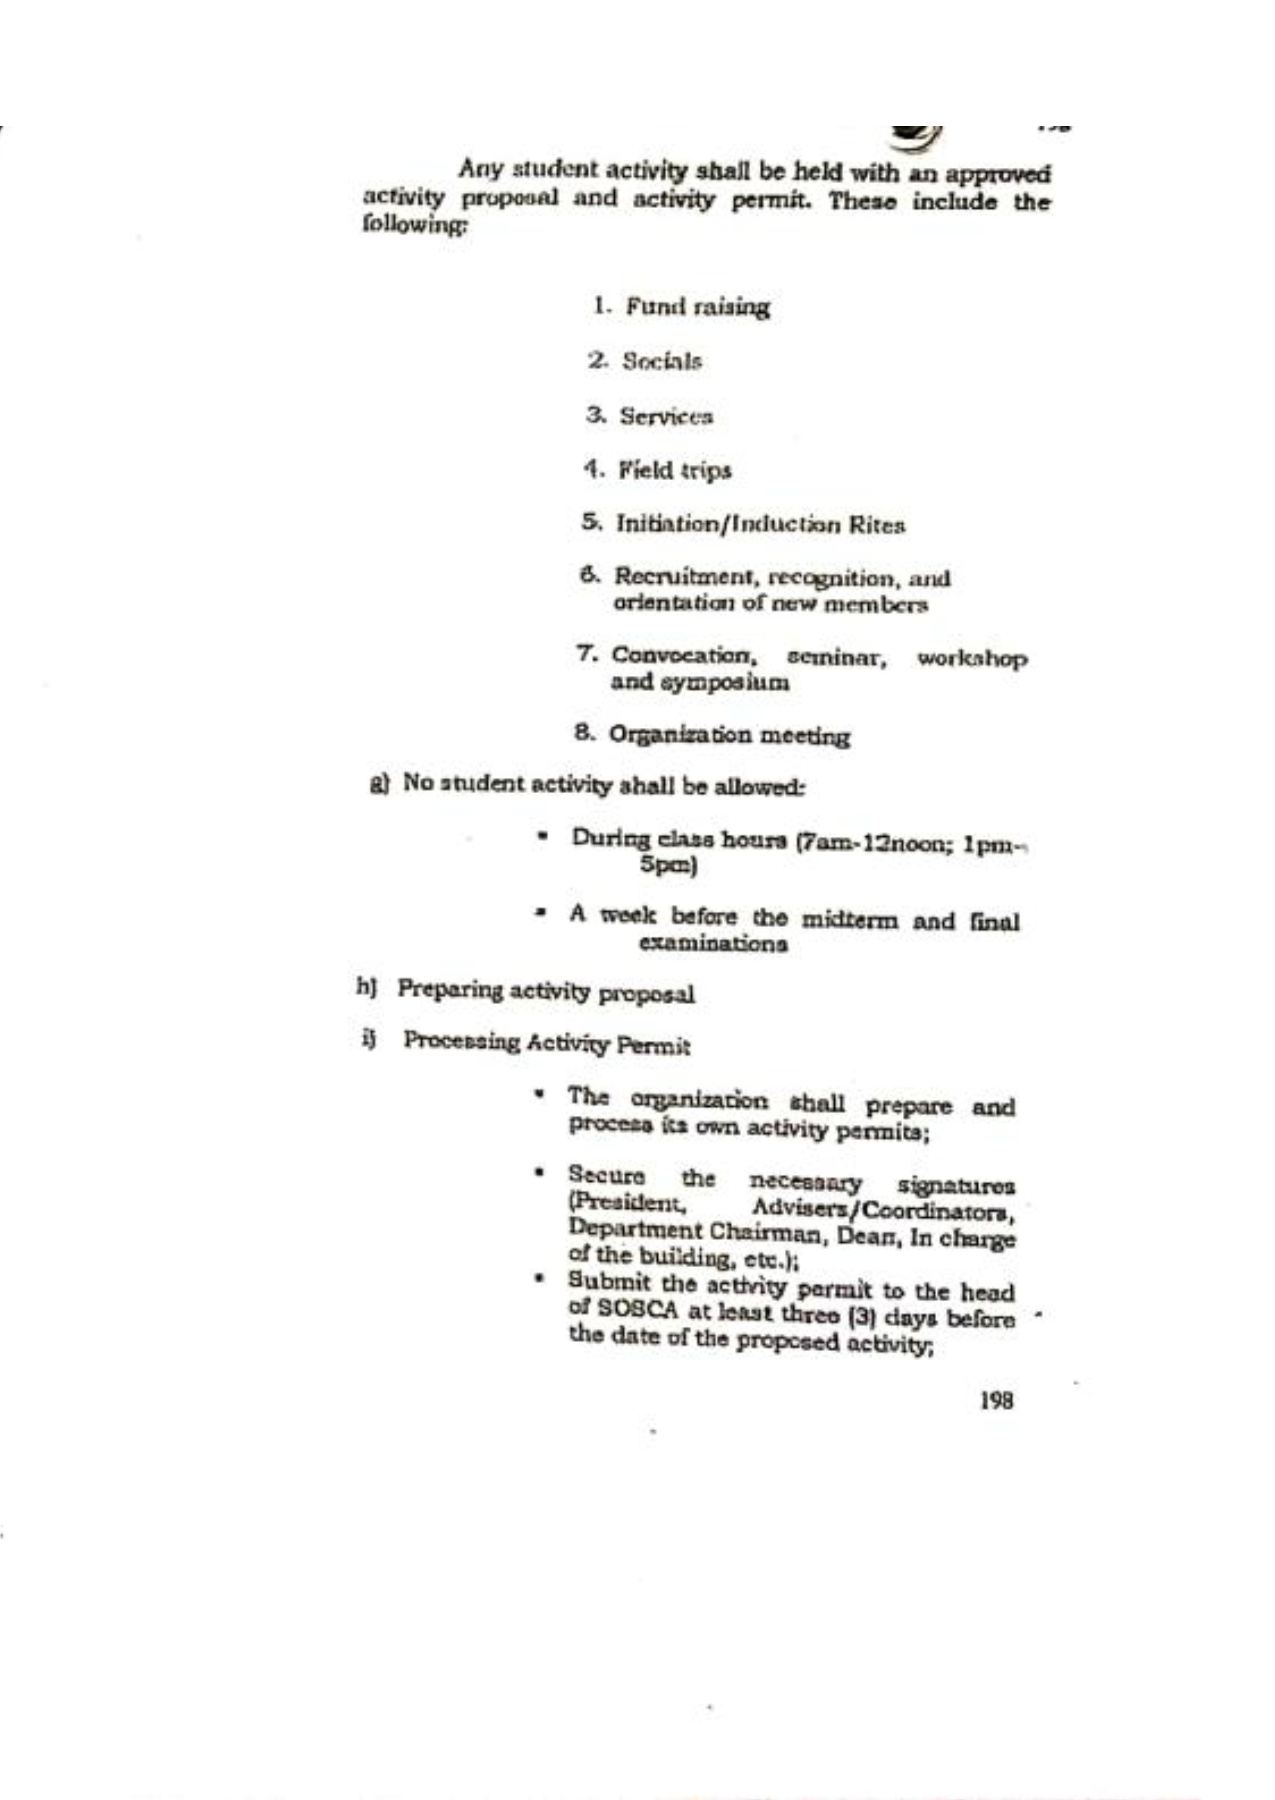 Any student activity shall be held with an approved
activity proposal and activity permit. These include the
following:
1. Fund raising
2. Socials
3. Services
4. Field trips
5. Initiation/Induction Rites
6. Recruitment, recognition, and
orientation of new members
7. Convocation, seminar, workshop
and symposium
8. Organization meeting
g) No student activity shall be allowed:
▪ During class hours (7am-12noon; 1pm-
5pm)
▪ A week before the midterm and final
examinations
h) Preparing activity proposal
i) Processing Activity Permit
▪ The organization shall prepare and
process its own activity permits;
▪ Secure the necessary signatures
(President, Advisers/Coordinators,
Department Chairman, Dean, In charge
of the building, etc.);
▪ Submit the activity permit to the head
of SOSCA at least three (3) days before
the date of the proposed activity;
198